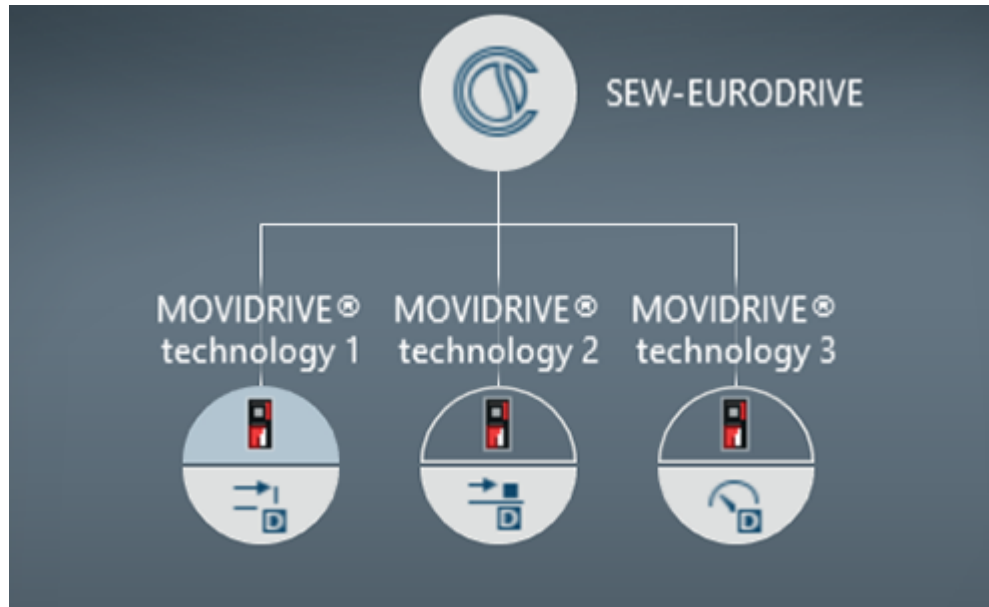 SEW-EURODRIVE
MOVIDRIVE®
technology 1
MOVIDRIVE®
technology 2
MOVIDRIVE®
technology 3
D
D
D